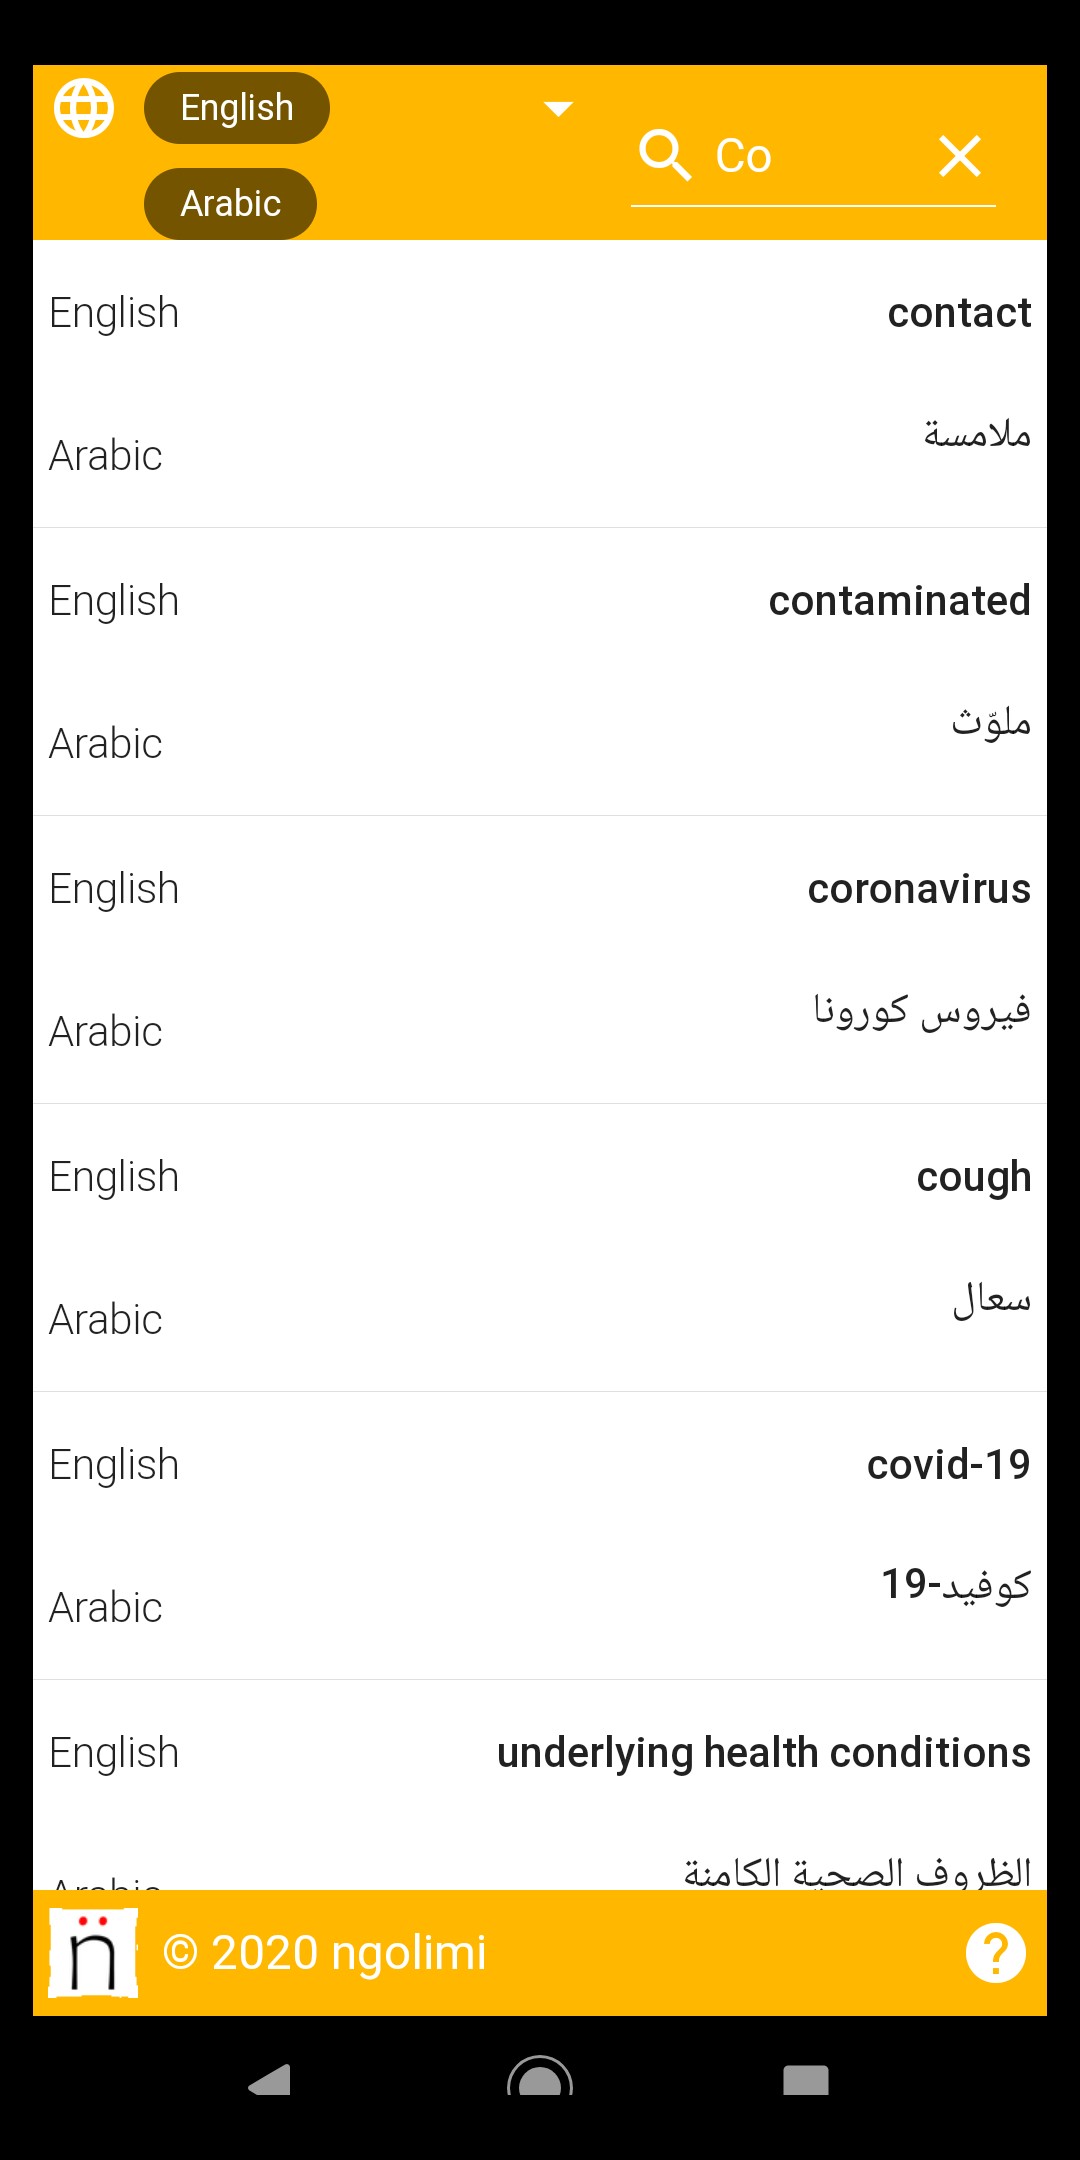 English
Co
Arabic
English contact
Arabic ملامسة
English contaminated
Arabic ملوّث
English coronavirus
Arabic فيروس كورونا
English cough
Arabic سعال
English covid-19
Arabic كوفيد-19
English underlying health conditions
Arabic الظروف الصحية الكامنة
n̈ © 2020 ngolimi ?